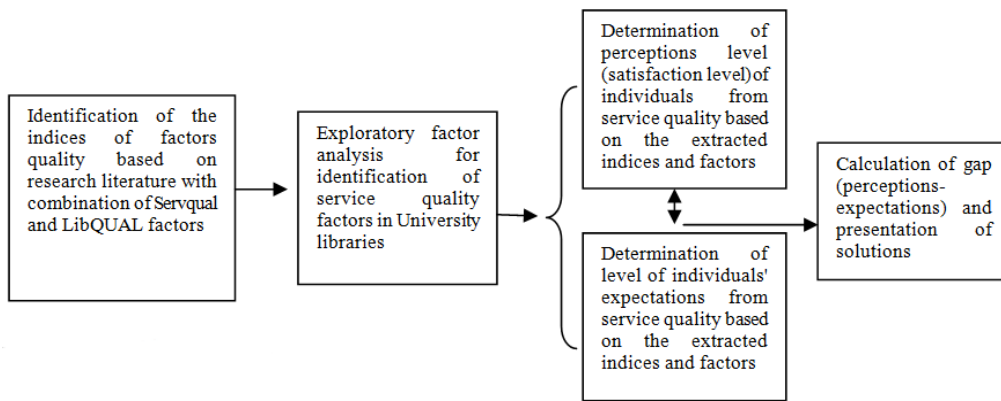 Identification of the
indices of factors
quality based on
research literature with
combination of Servqual
and LibQUAL factors
Exploratory factor
analysis for
identification of
service quality
factors in University
libraries
Determination of
perceptions level
(satisfaction level)of
individuals from
service quality based
on the extracted
indices and factors
Determination of
level of individuals'
expectations from
service quality based
on the extracted
indices and factors
Calculation of gap
(perceptions-
expectations) and
presentation of
solutions